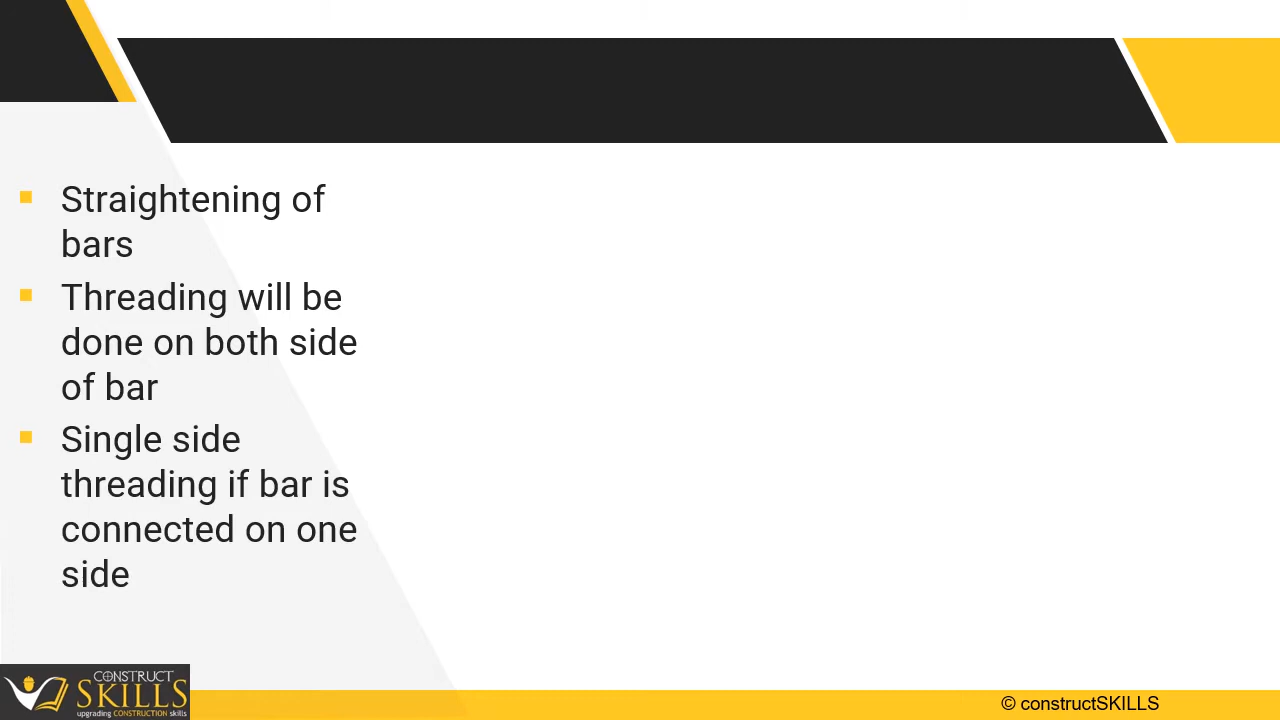 Straightening of
bars
Threading will be
done on both side
of bar
Single side
threading if bar is
connected on one
side
CONSTRUCT
SKILLS
upgrading CONSTRUCTION skills
© constructSKILLS